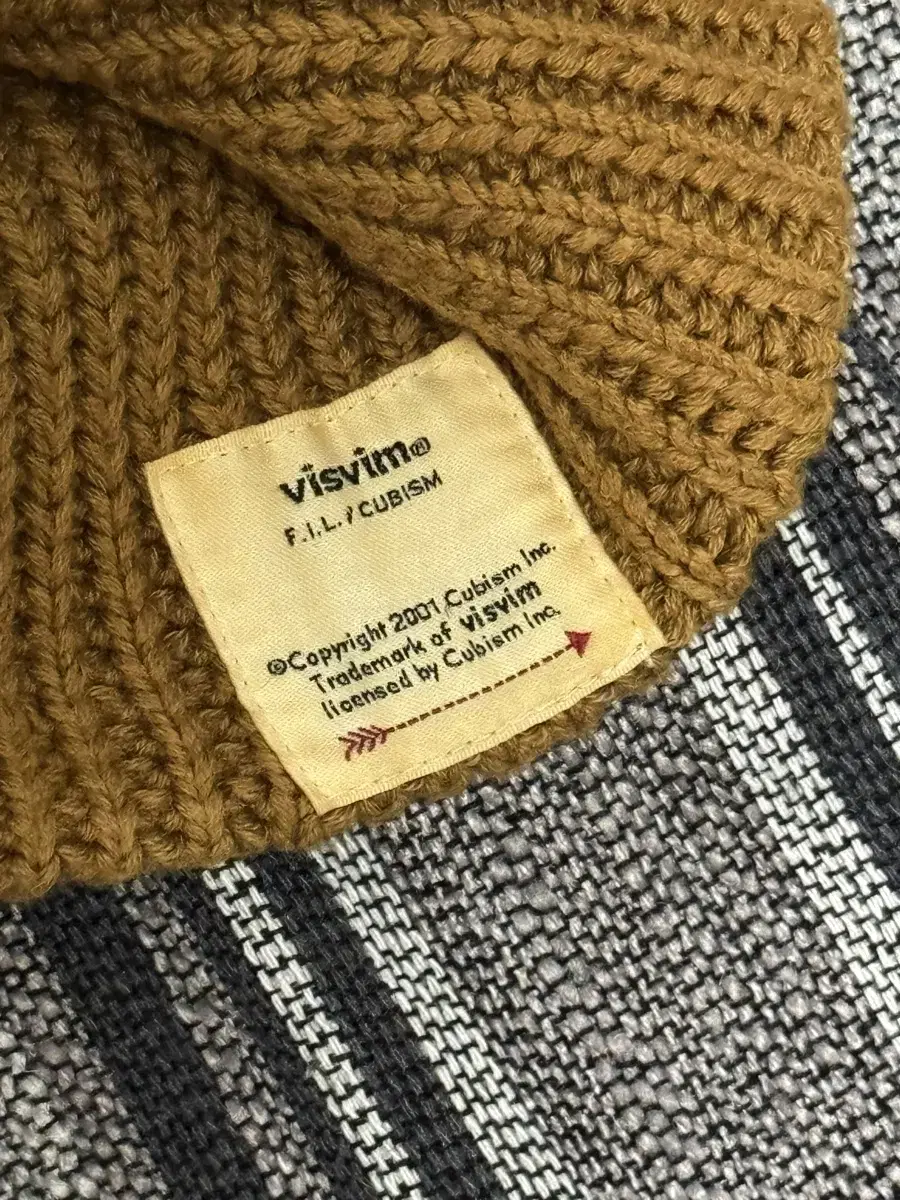 visvim®
F.I.L. / CUBISM
©Copyright 2001 Cubism Inc.
Trademark of visvim
licensed by Cubism Inc.